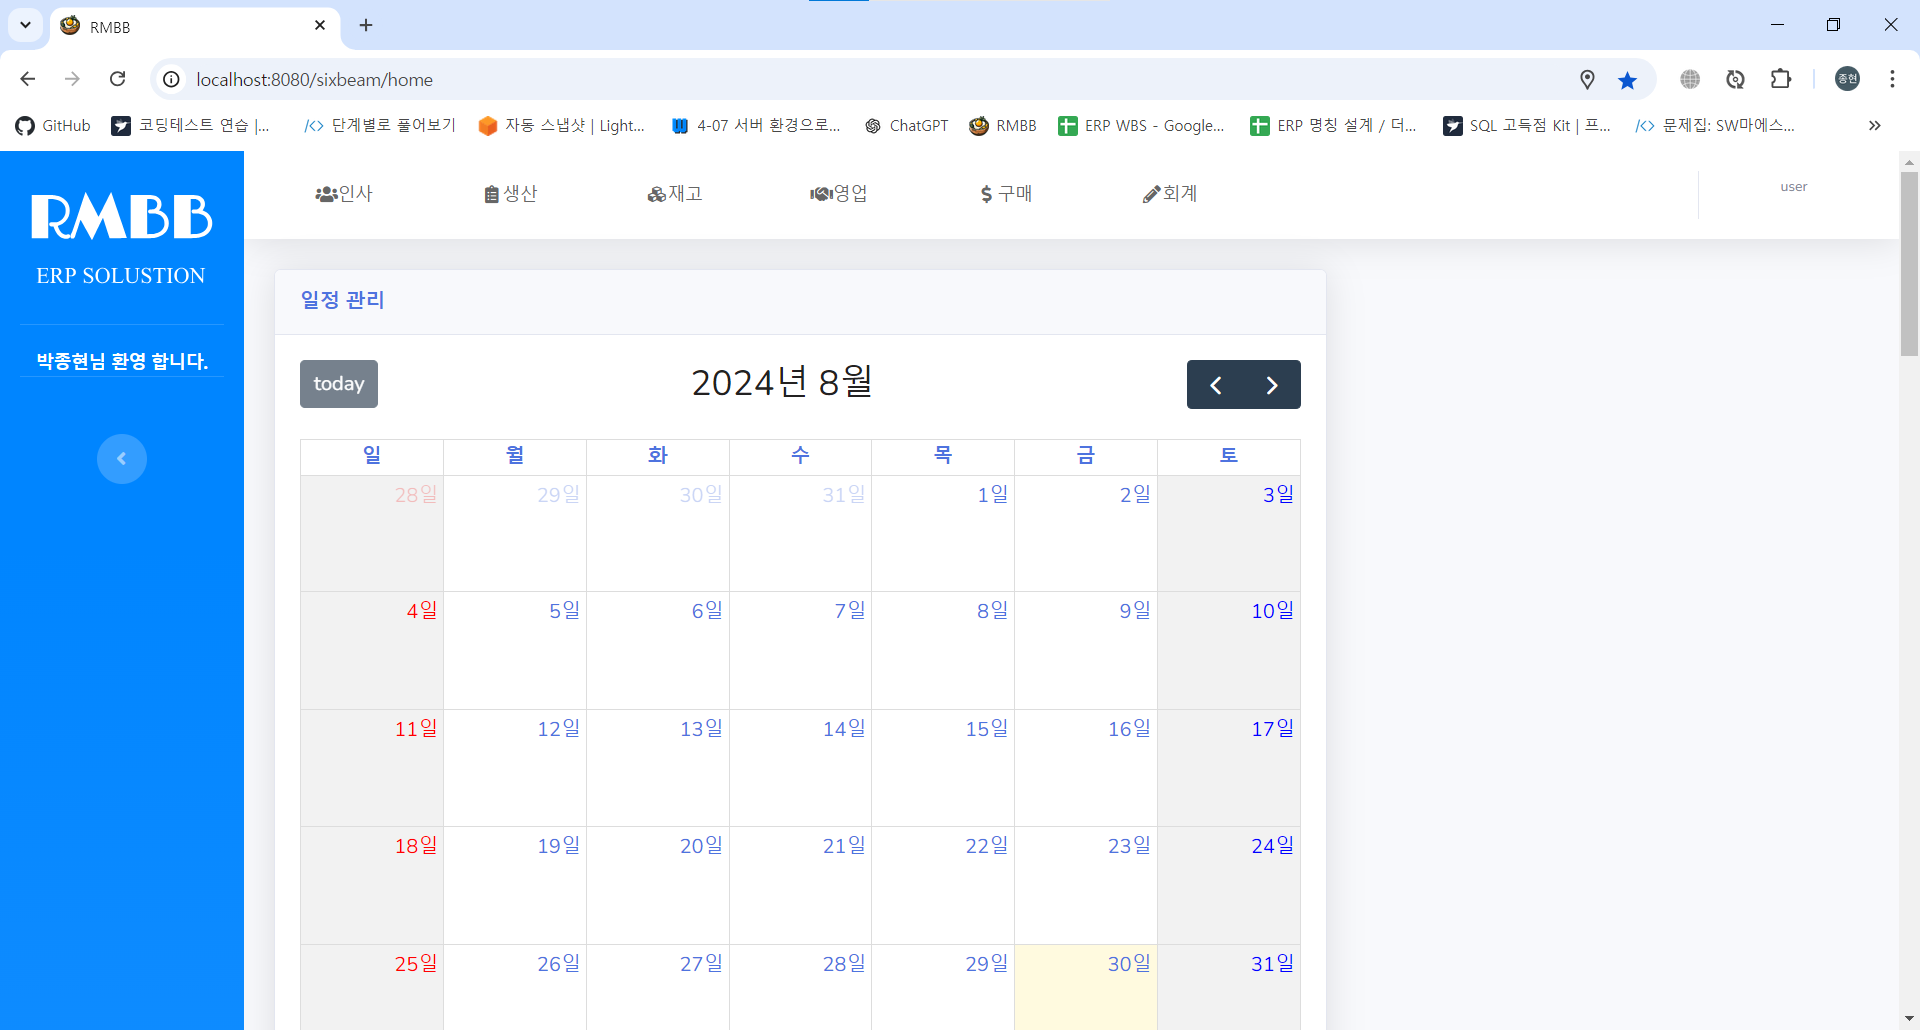 RMBB
localhost:8080/sixbeam/home
종현
GitHub 코딩테스트 연습 |... 단계별로 풀어보기 자동 스냅샷 | Light... 4-07 서버 환경으로... ChatGPT RMBB ERP WBS - Google... ERP 명칭 설계 / 더... SQL 고득점 Kit | 프... 문제집: SW마에스...
RMBB
ERP SOLUSTION
박종현님 환영 합니다.
인사 생산 재고 영업 구매 회계
user
일정 관리
today 2024년 8월
일 월 화 수 목 금 토
28일 29일 30일 31일 1일 2일 3일
4일 5일 6일 7일 8일 9일 10일
11일 12일 13일 14일 15일 16일 17일
18일 19일 20일 21일 22일 23일 24일
25일 26일 27일 28일 29일 30일 31일